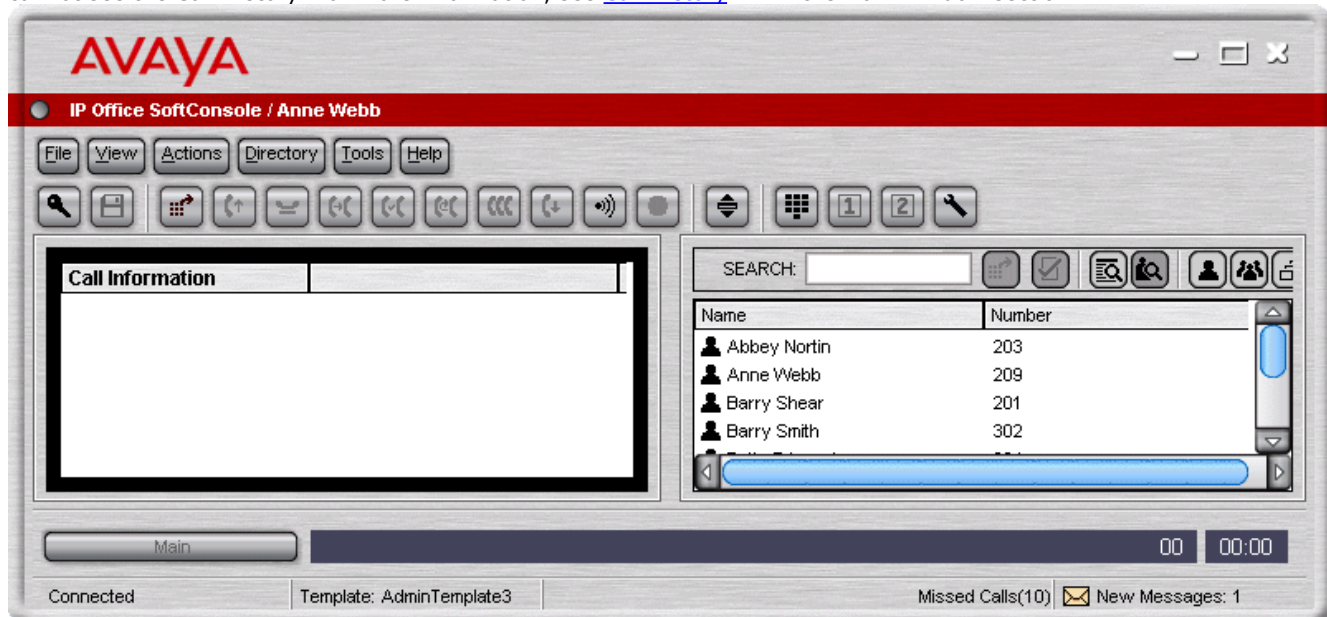 AVAYA
IP Office SoftConsole / Anne Webb
File View Actions Directory Tools Help
1 2
Call Information
SEARCH:
Name Number
Abbey Nortin 203
Anne Webb 209
Barry Shear 201
Barry Smith 302
Main 00 00:00
Connected Template: AdminTemplate3 Missed Calls(10) New Messages: 1